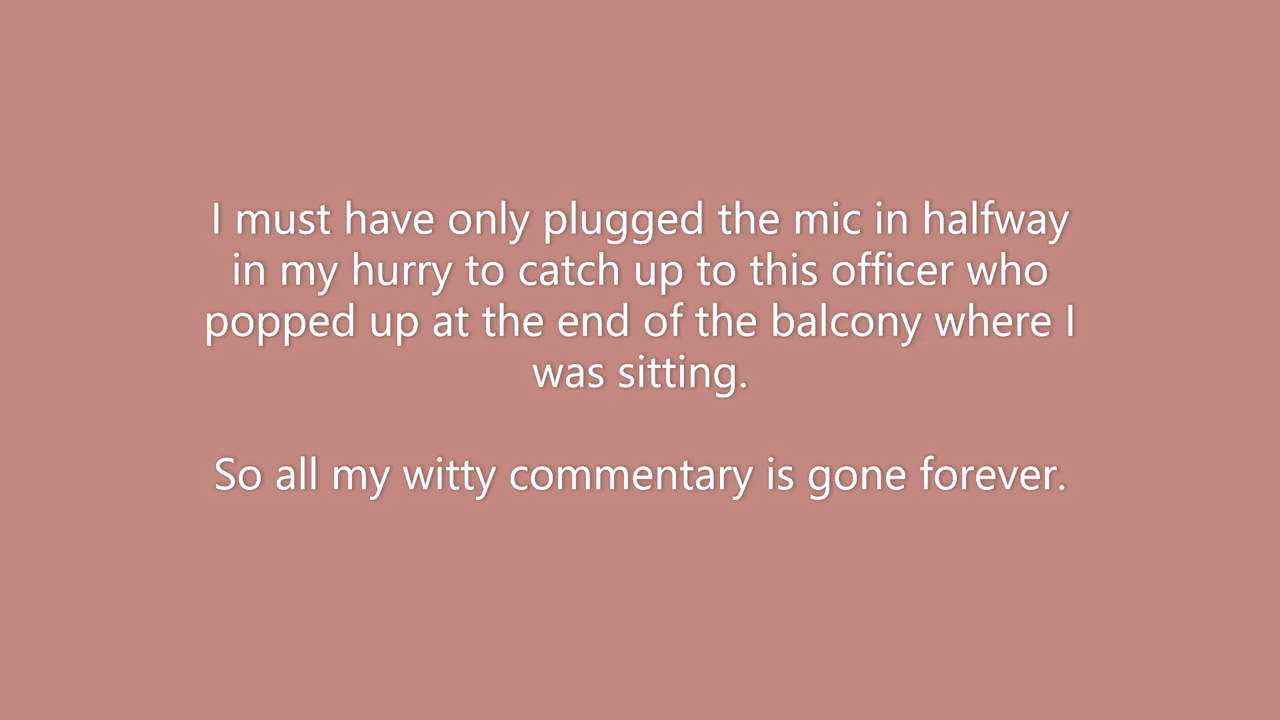 I must have only plugged the mic in halfway
in my hurry to catch up to this officer who
popped up at the end of the balcony where I
was sitting.
So all my witty commentary is gone forever.